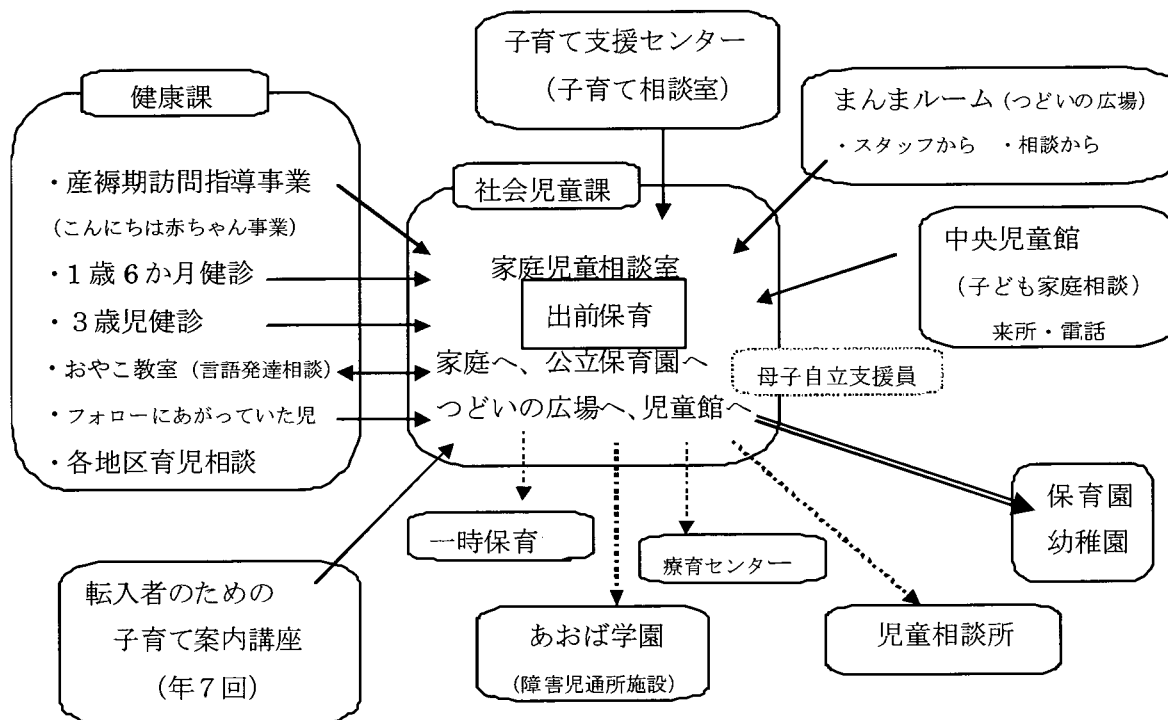 子育て支援センター
(子育て相談室)
健康課
・産褥期訪問指導事業
(こんにちは赤ちゃん事業)
・1歳6か月健診
・3歳児健診
・おやこ教室(言語発達相談)
・フォローにあがっていた児
・各地区育児相談
まんまルーム(つどいの広場)
・スタッフから ・相談から
社会児童課
家庭児童相談室
出前保育
家庭へ、公立保育園へ
つどいの広場へ、児童館へ
中央児童館
(子ども家庭相談)
来所・電話
母子自立支援員
転入者のための
子育て案内講座
(年7回)
一時保育
あおば学園
(障害児通所施設)
療育センター
児童相談所
保育園
幼稚園